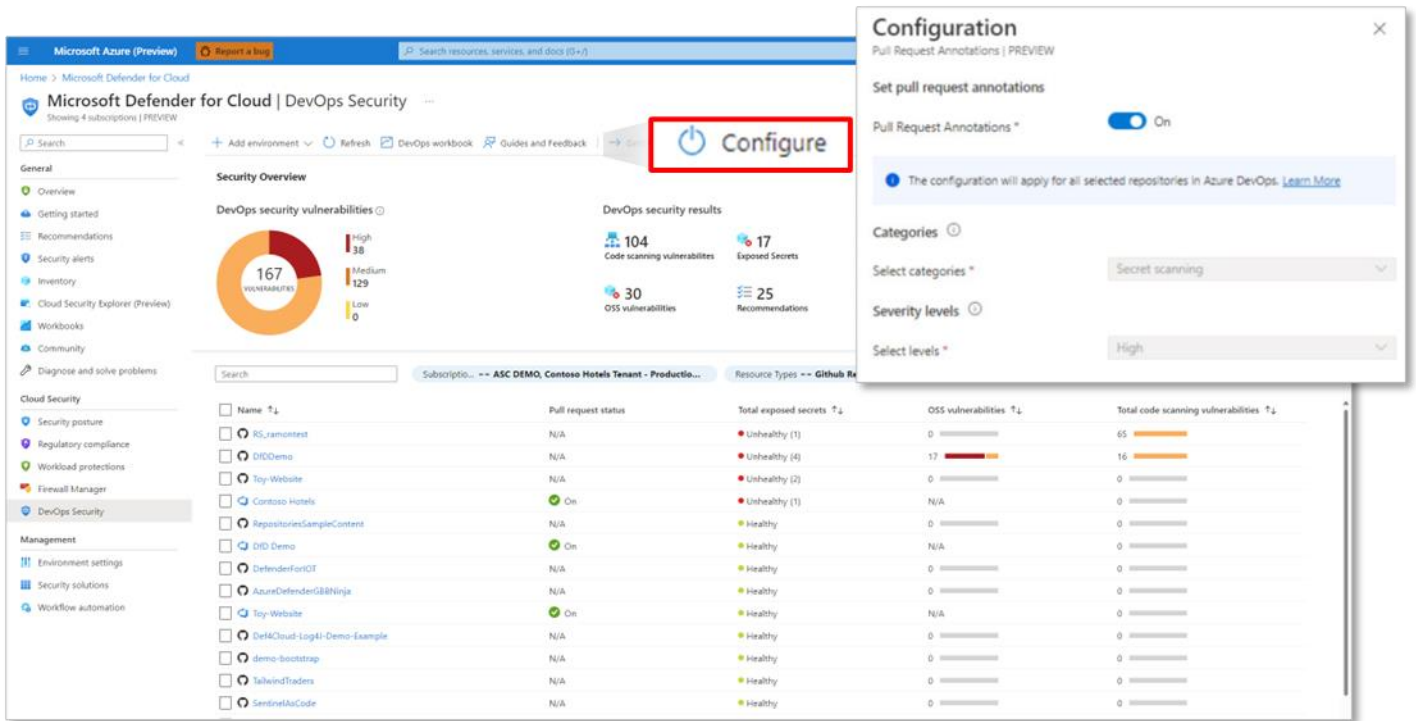 Microsoft Azure (Preview)
Report a bug
Search resources, services, and docs (G+/)
Home > Microsoft Defender for Cloud
Microsoft Defender for Cloud | DevOps Security ...
Showing 4 subscriptions | PREVIEW
Search
General
Overview
Getting started
Recommendations
Security alerts
Inventory
Cloud Security Explorer (Preview)
Workbooks
Community
Diagnose and solve problems
Cloud Security
Security posture
Regulatory compliance
Workload protections
Firewall Manager
DevOps Security
Management
Environment settings
Security solutions
Workflow automation
Add environment
Refresh
DevOps workbook
Guides and Feedback
Configure
Security Overview
DevOps security vulnerabilities
167
VULNERABILITIES
High
38
Medium
129
Low
0
DevOps security results
104
Code scanning vulnerabilites
17
Exposed Secrets
30
OSS vulnerabilities
25
Recommendations
Search
Subscriptio... == ASC DEMO, Contoso Hotels Tenant - Productio...
Resource Types == Github Re
Name Pull request status Total exposed secrets OSS vulnerabilities Total code scanning vulnerabilities
RS_ramontest N/A Unhealthy (1) 0 65
DfDDemo N/A Unhealthy (4) 17 16
Toy-Website N/A Unhealthy (2) 0 0
Contoso Hotels On Unhealthy (1) N/A 0
RepositoriesSampleContent N/A Healthy 0 0
DfD Demo On Healthy N/A 0
DefenderForIOT N/A Healthy 0 0
AzureDefenderGBBNinja N/A Healthy 0 0
Toy-Website On Healthy N/A 0
Def4Cloud-Log4J-Demo-Example N/A Healthy 0 0
demo-bootstrap N/A Healthy 0 0
TailwindTraders N/A Healthy 0 0
SentinelAsCode N/A Healthy 0 0
Configuration
Pull Request Annotations | PREVIEW
Set pull request annotations
Pull Request Annotations * On
The configuration will apply for all selected repositories in Azure DevOps. Learn More
Categories
Select categories * Secret scanning
Severity levels
Select levels * High